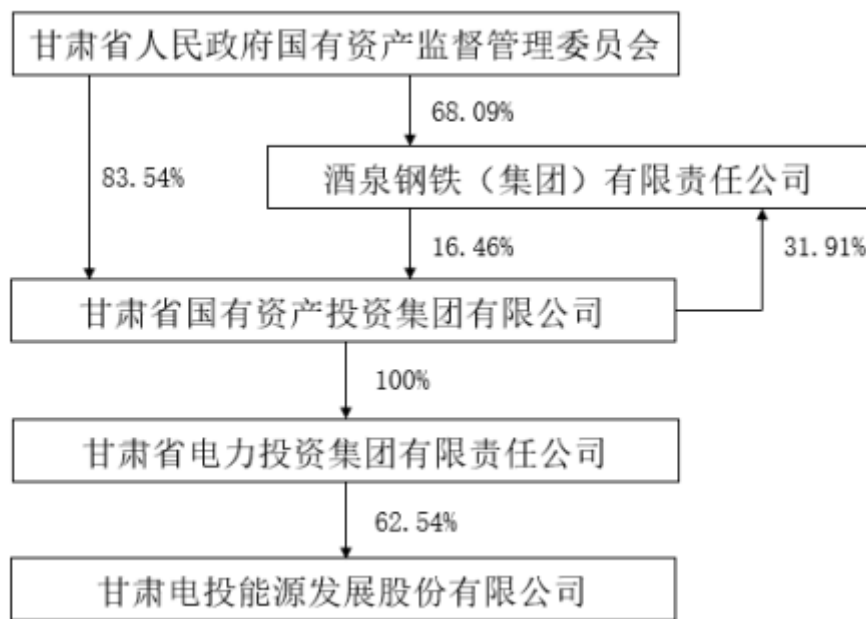 甘肃省人民政府国有资产监督管理委员会
68.09%
83.54%
酒泉钢铁（集团）有限责任公司
16.46%
31.91%
甘肃省国有资产投资集团有限公司
100%
甘肃省电力投资集团有限责任公司
62.54%
甘肃电投能源发展股份有限公司